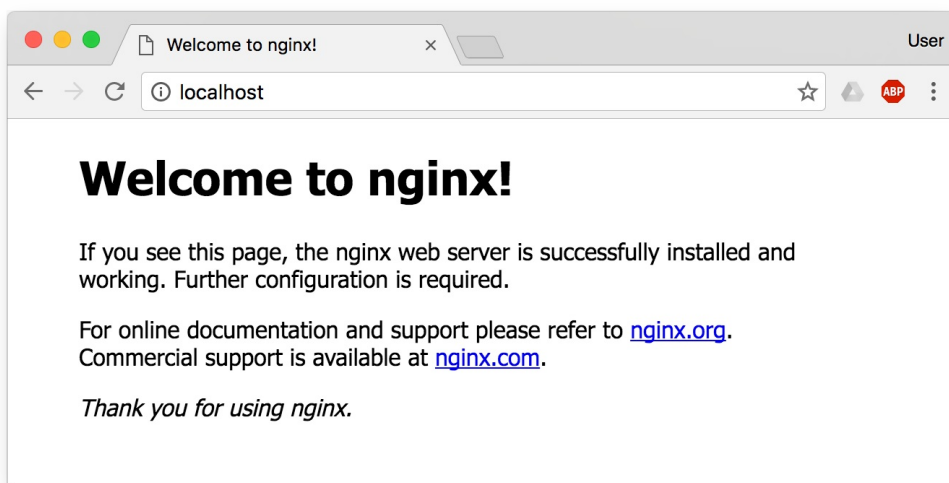 Welcome to nginx!
User
localhost
ABP
Welcome to nginx!
If you see this page, the nginx web server is successfully installed and
working. Further configuration is required.
For online documentation and support please refer to nginx.org.
Commercial support is available at nginx.com.
Thank you for using nginx.